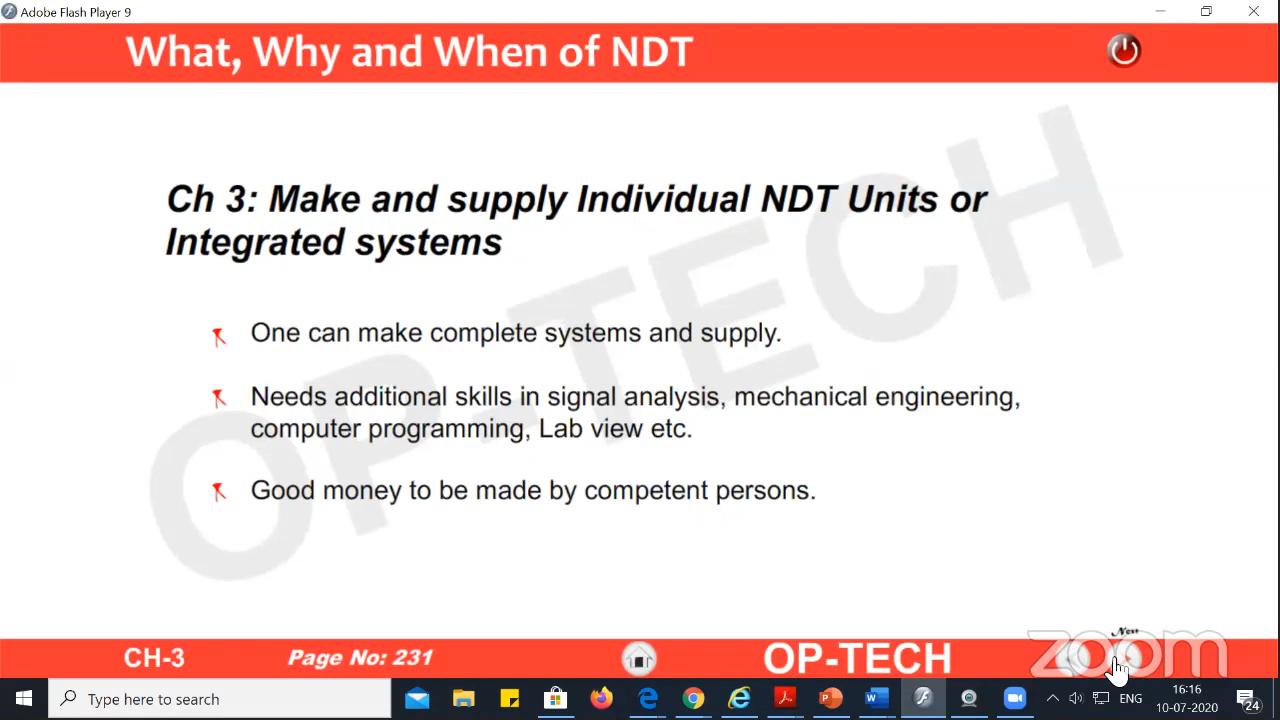 Adobe Flash Player 9
What, Why and When of NDT
OP-TECH
Ch 3: Make and supply Individual NDT Units or
Integrated systems
One can make complete systems and supply.
Needs additional skills in signal analysis, mechanical engineering,
computer programming, Lab view etc.
Good money to be made by competent persons.
Next
CH-3
Page No: 231
OP-TECH
zoom
Type here to search
ENG
16:16
10-07-2020
24